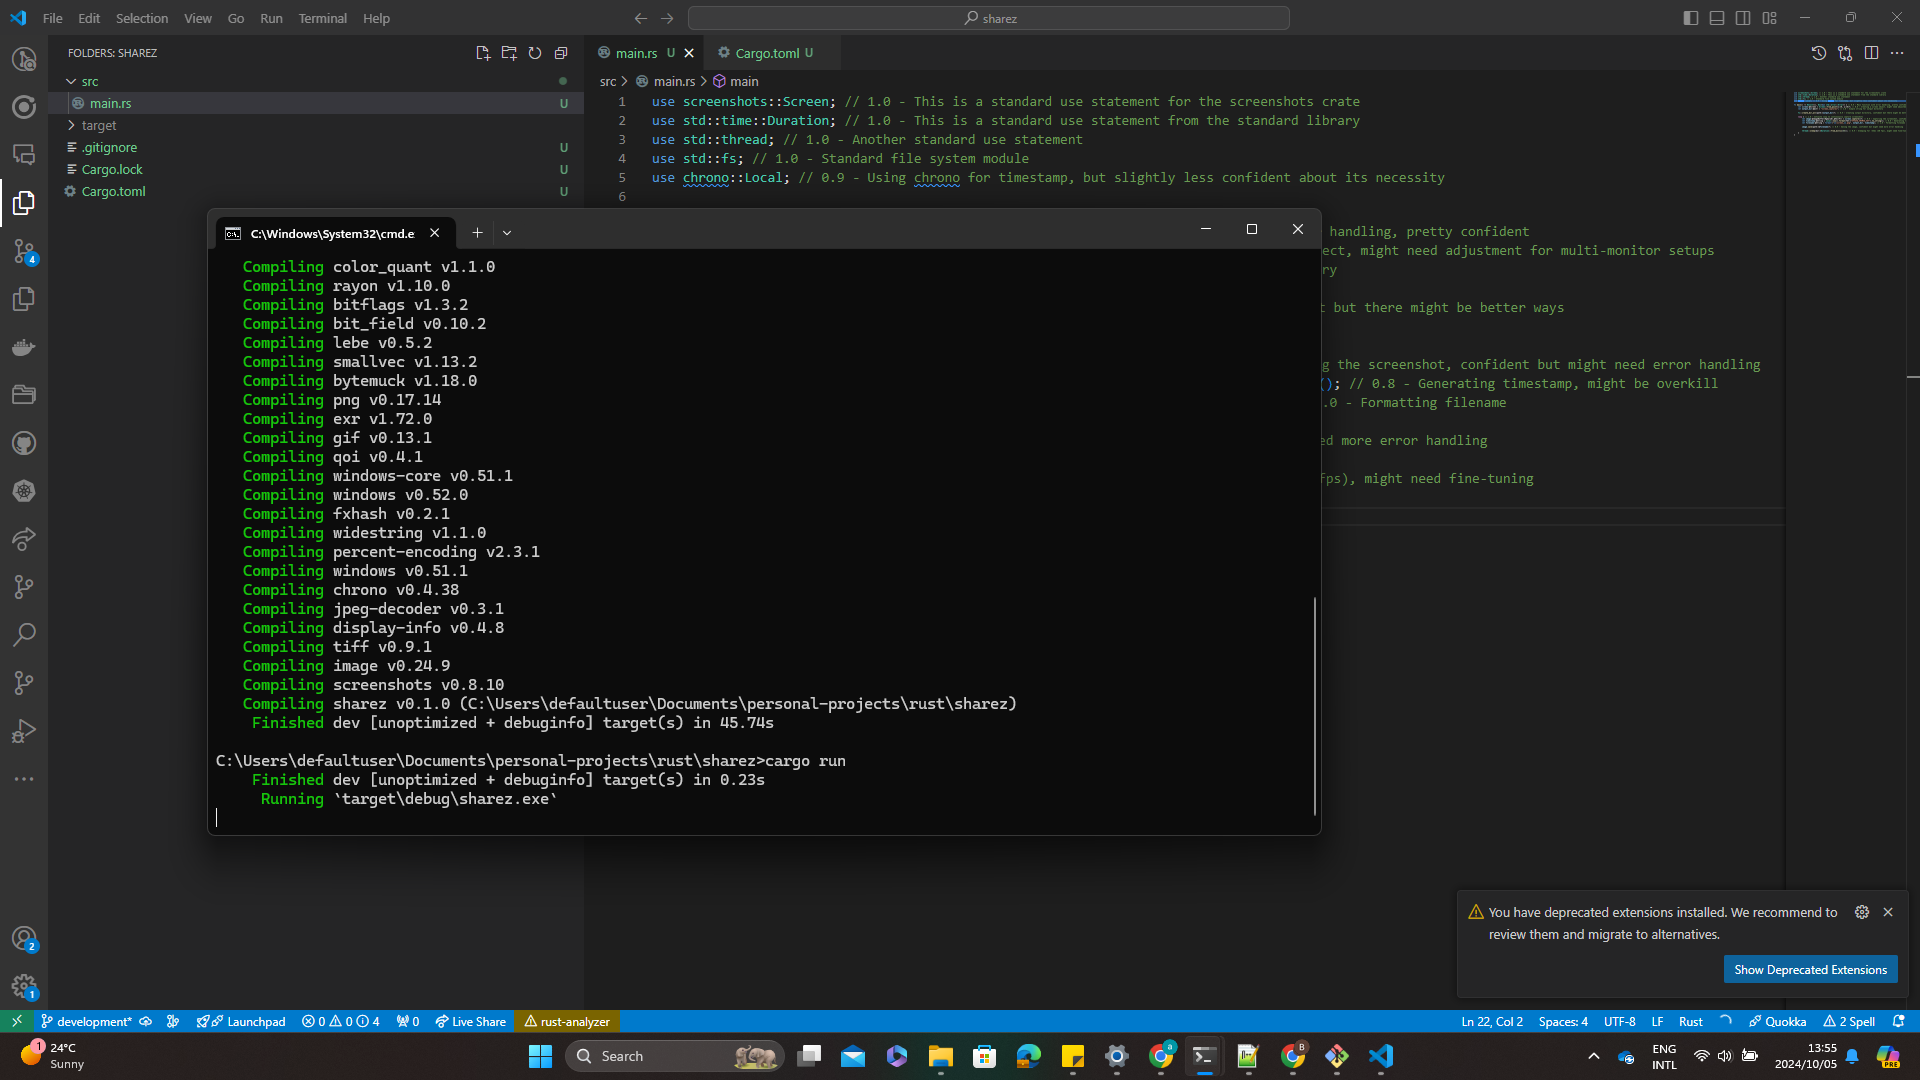 File Edit Selection View Go Run Terminal Help
sharez
FOLDERS: SHAREZ
src
main.rs U
target
.gitignore U
Cargo.lock U
Cargo.toml U
main.rs U
Cargo.toml U
src > main.rs > main
1 use screenshots::Screen; // 1.0 - This is a standard use statement for the screenshots crate
2 use std::time::Duration; // 1.0 - This is a standard use statement from the standard library
3 use std::thread; // 1.0 - Another standard use statement
4 use std::fs; // 1.0 - Standard file system module
5 use chrono::Local; // 0.9 - Using chrono for timestamp, but slightly less confident about its necessity
6
handling, pretty confident
ect, might need adjustment for multi-monitor setups
ry
t but there might be better ways
g the screenshot, confident but might need error handling
(); // 0.8 - Generating timestamp, might be overkill
.0 - Formatting filename
ed more error handling
fps), might need fine-tuning
C:\Windows\System32\cmd.e
Compiling color_quant v1.1.0
Compiling rayon v1.10.0
Compiling bitflags v1.3.2
Compiling bit_field v0.10.2
Compiling lebe v0.5.2
Compiling smallvec v1.13.2
Compiling bytemuck v1.18.0
Compiling png v0.17.14
Compiling exr v1.72.0
Compiling gif v0.13.1
Compiling qoi v0.4.1
Compiling windows-core v0.51.1
Compiling windows v0.52.0
Compiling fxhash v0.2.1
Compiling widestring v1.1.0
Compiling percent-encoding v2.3.1
Compiling windows v0.51.1
Compiling chrono v0.4.38
Compiling jpeg-decoder v0.3.1
Compiling display-info v0.4.8
Compiling tiff v0.9.1
Compiling image v0.24.9
Compiling screenshots v0.8.10
Compiling sharez v0.1.0 (C:\Users\defaultuser\Documents\personal-projects\rust\sharez)
Finished dev [unoptimized + debuginfo] target(s) in 45.74s
C:\Users\defaultuser\Documents\personal-projects\rust\sharez>cargo run
Finished dev [unoptimized + debuginfo] target(s) in 0.23s
Running `target\debug\sharez.exe`
4
2
1
You have deprecated extensions installed. We recommend to
review them and migrate to alternatives.
Show Deprecated Extensions
development* Launchpad 0 0 4 0 Live Share rust-analyzer
Ln 22, Col 2 Spaces: 4 UTF-8 LF Rust Quokka 2 Spell
1 24°C
Sunny
Search
a
B
ENG
INTL
13:55
2024/10/05
PRE